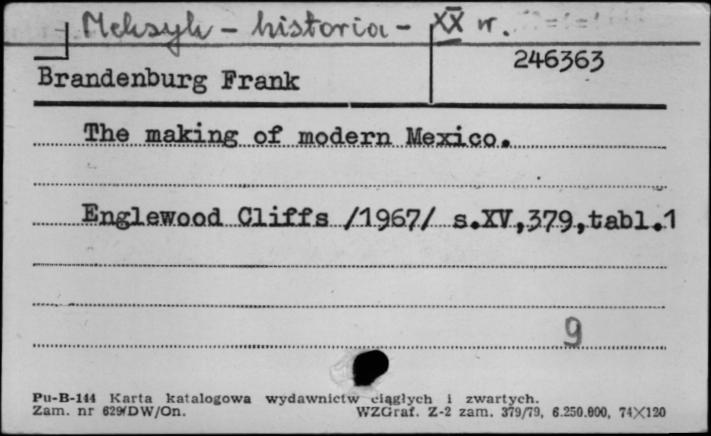 Meksyk - historia - XX w.
246363
Brandenburg Frank
The making of modern Mexico.
Englewood Cliffs /1967/ s.XV,379,tabl.1
9
Pu-B-144 Karta katalogowa wydawnictw ciągłych i zwartych.
Zam. nr 629/DW/On. WZGraf. Z-2 zam. 379/79, 6.250.000, 74X120